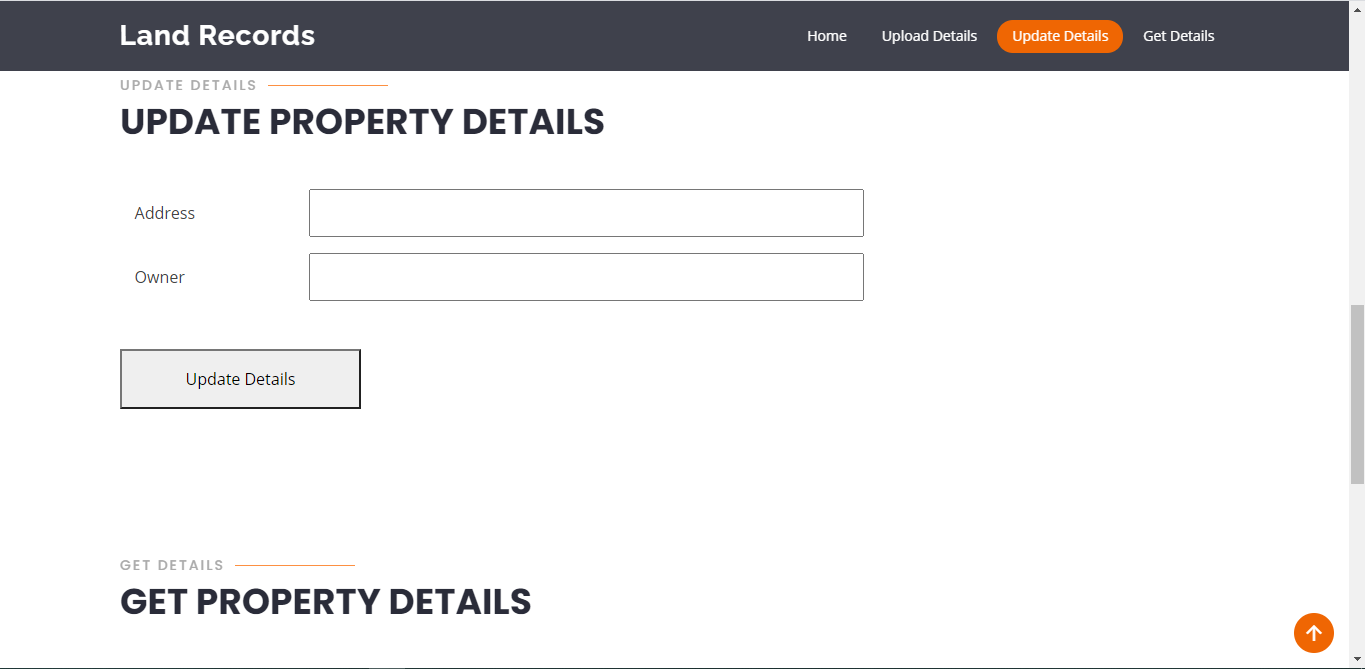 Land Records
Home Upload Details Update Details Get Details
UPDATE DETAILS
UPDATE PROPERTY DETAILS
Address
Owner
Update Details
GET DETAILS
GET PROPERTY DETAILS